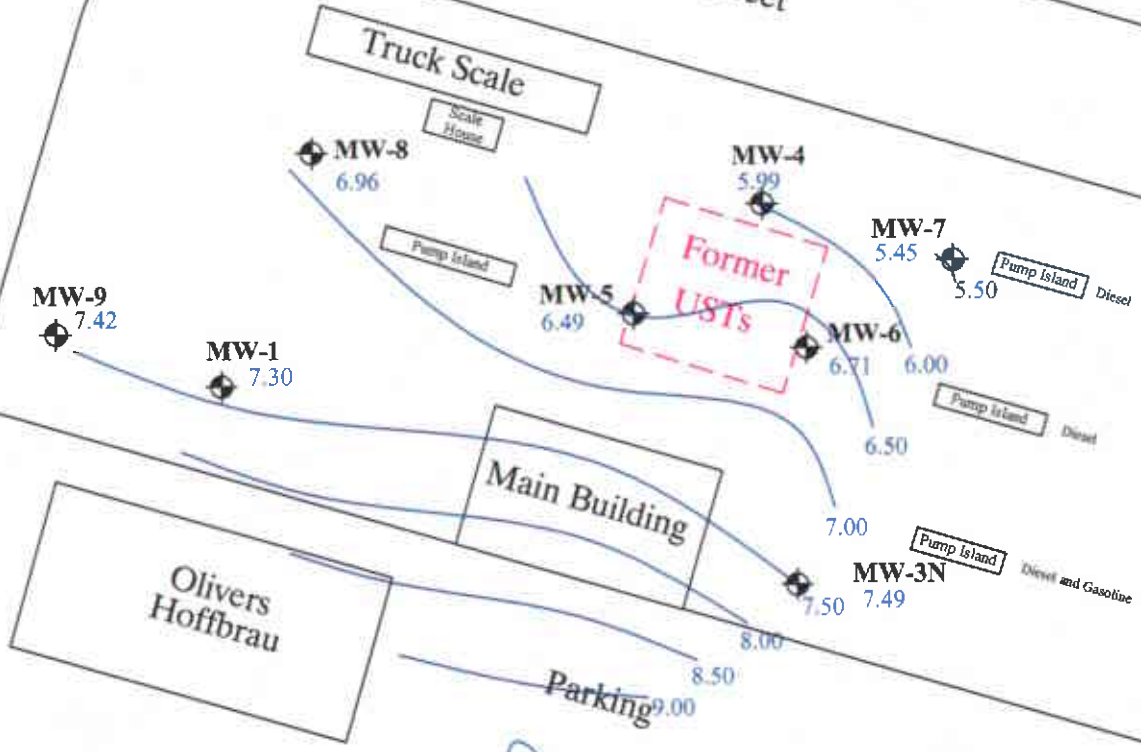 Truck Scale
Scale
House
MW-8
6.96
MW-4
5.99
MW-7
5.45
5.50
Pump Island
Diesel
Pump Island
Former
USTs
MW-5
6.49
MW-6
6.71
6.00
MW-9
7.42
MW-1
7.30
Pump Island
Diesel
6.50
Main Building
7.00
Pump Island
Diesel and Gasoline
MW-3N
7.50
7.49
Olivers
Hoffbrau
8.00
8.50
Parking
9.00